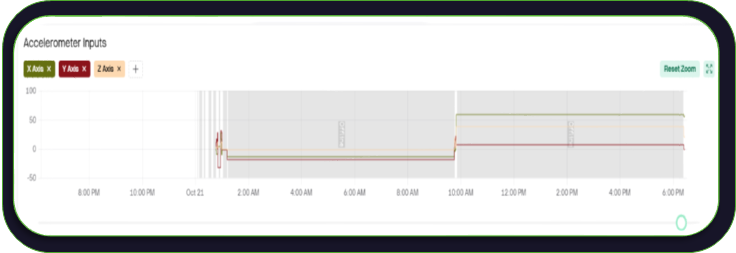 Accelerometer Inputs
X Axis × Y Axis × Z Axis × +
Reset Zoom
100
50
0
-50
8:00 PM 10:00 PM Oct 21 2:00 AM 4:00 AM 6:00 AM 8:00 AM 10:00 AM 12:00 PM 2:00 PM 4:00 PM 6:00 PM